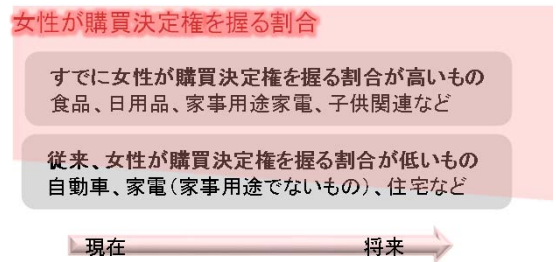 女性が購買決定権を握る割合
すでに女性が購買決定権を握る割合が高いもの
食品、日用品、家事用途家電、子供関連など
従来、女性が購買決定権を握る割合が低いもの
自動車、家電(家事用途でないもの)、住宅など
現在 将来